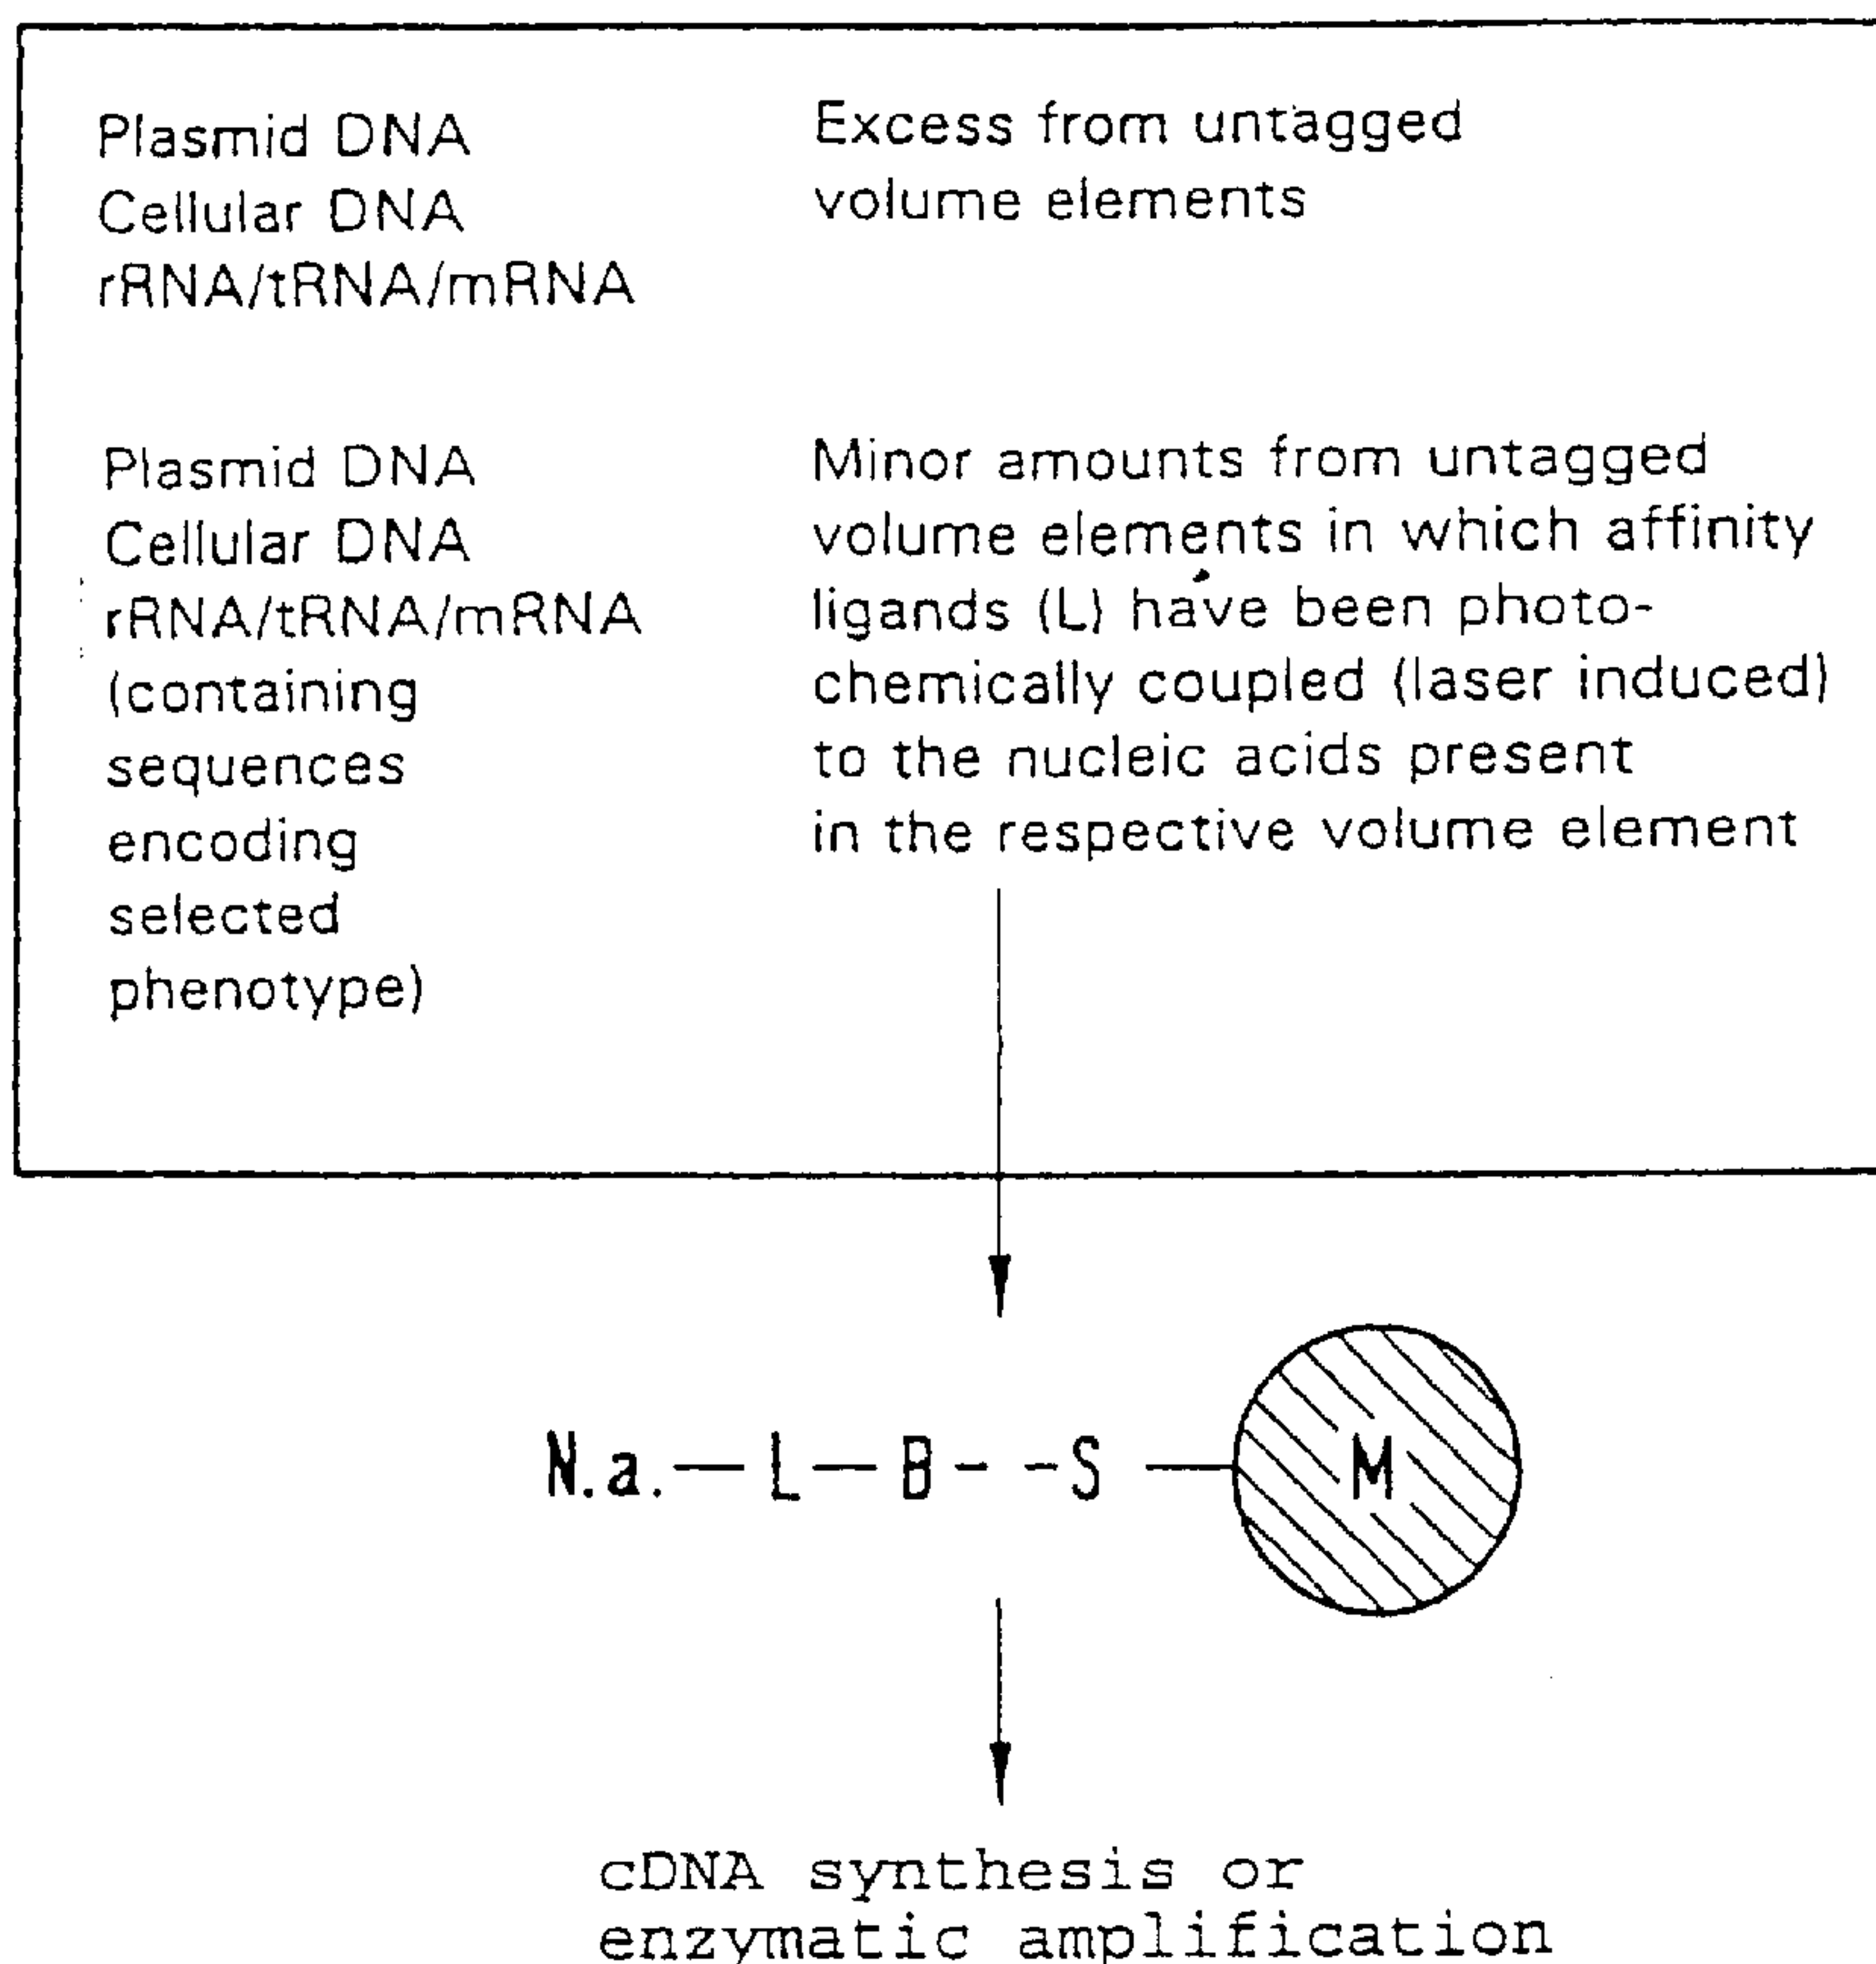 Plasmid DNA
Cellular DNA
rRNA/tRNA/mRNA
Excess from untagged
volume elements
Plasmid DNA
Cellular DNA
rRNA/tRNA/mRNA
(containing
sequences
encoding
selected
phenotype)
Minor amounts from untagged
volume elements in which affinity
ligands (L) have been photo-
chemically coupled (laser induced)
to the nucleic acids present
in the respective volume element
N.a.—L—B- -S—M
cDNA synthesis or
enzymatic amplification